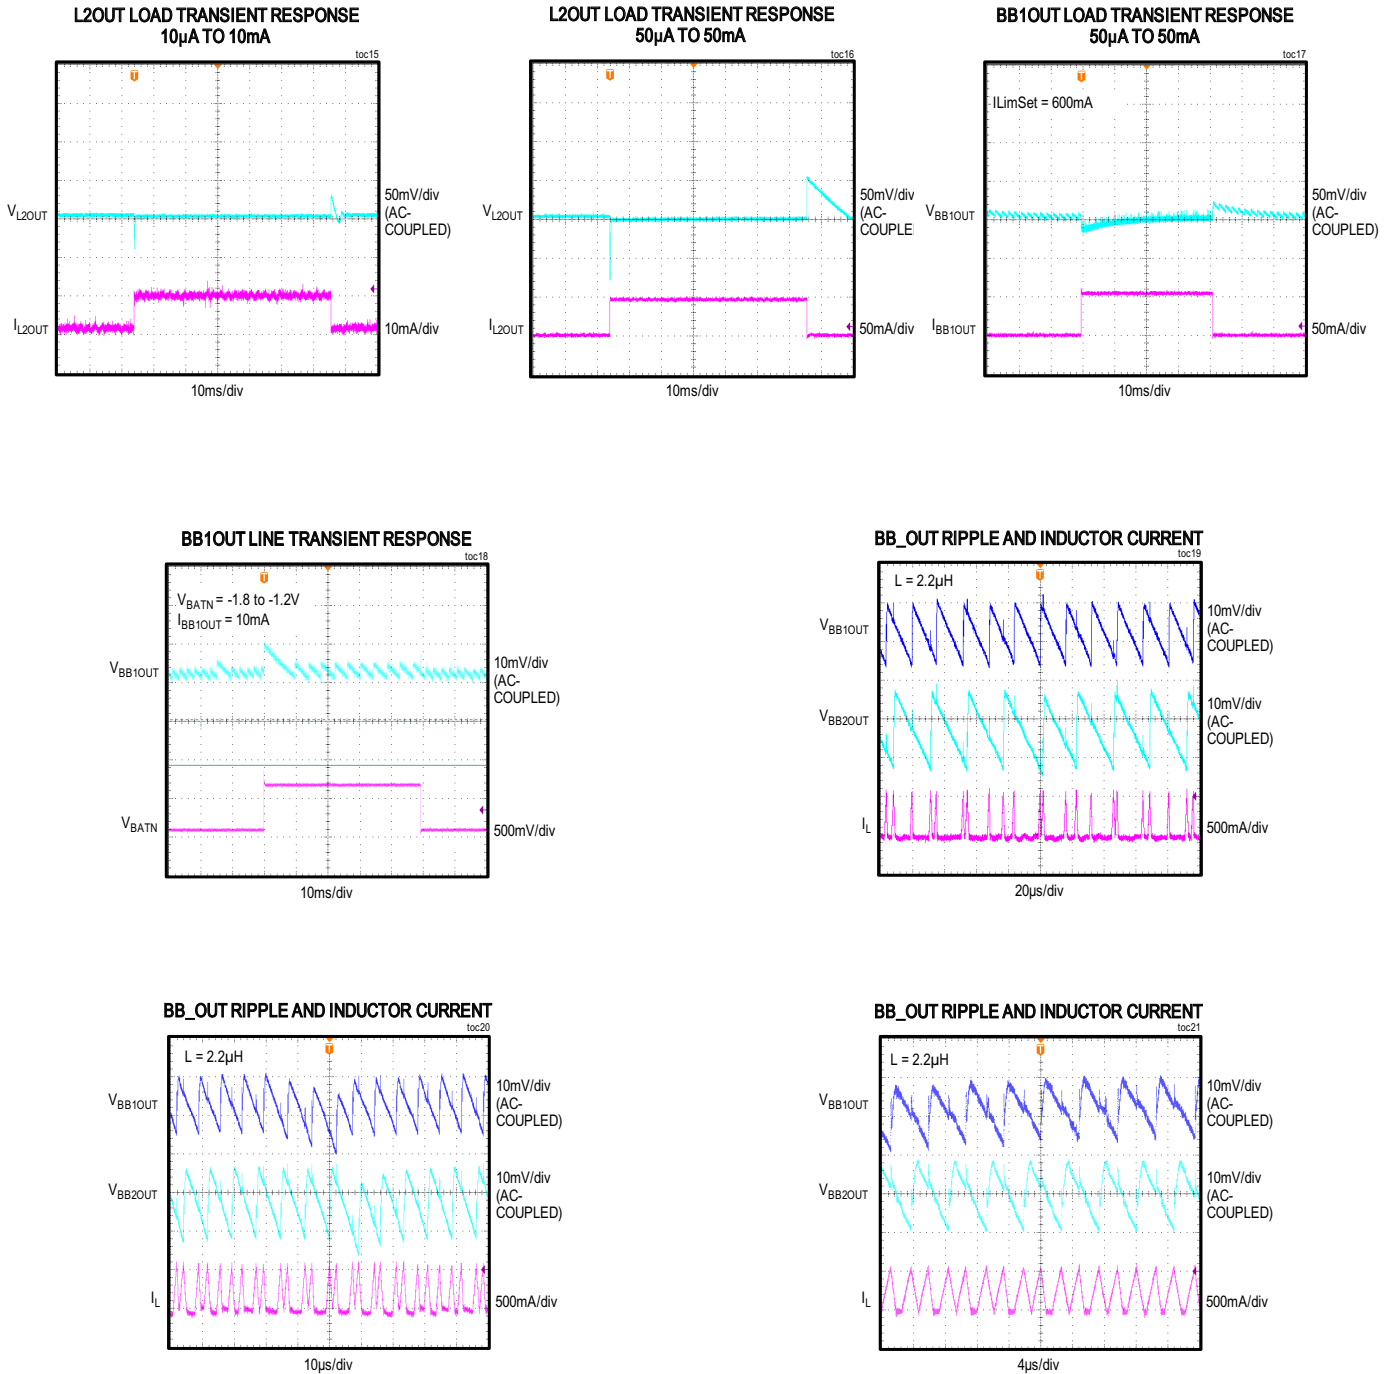 L2OUT LOAD TRANSIENT RESPONSE
10µA TO 10mA
toc15
V_L2OUT
50mV/div
(AC-
COUPLED)
I_L2OUT
10mA/div
10ms/div
L2OUT LOAD TRANSIENT RESPONSE
50µA TO 50mA
toc16
V_L2OUT
50mV/div
(AC-
COUPLE
I_L2OUT
50mA/div
10ms/div
BB1OUT LOAD TRANSIENT RESPONSE
50µA TO 50mA
toc17
ILimSet = 600mA
V_BB1OUT
50mV/div
(AC-
COUPLED)
I_BB1OUT
50mA/div
10ms/div
BB1OUT LINE TRANSIENT RESPONSE
toc18
V_BATN = -1.8 to -1.2V
I_BB1OUT = 10mA
V_BB1OUT
10mV/div
(AC-
COUPLED)
V_BATN
500mV/div
10ms/div
BB_OUT RIPPLE AND INDUCTOR CURRENT
toc19
L = 2.2µH
V_BB1OUT
10mV/div
(AC-
COUPLED)
V_BB2OUT
10mV/div
(AC-
COUPLED)
I_L
500mA/div
20µs/div
BB_OUT RIPPLE AND INDUCTOR CURRENT
toc20
L = 2.2µH
V_BB1OUT
10mV/div
(AC-
COUPLED)
V_BB2OUT
10mV/div
(AC-
COUPLED)
I_L
500mA/div
10µs/div
BB_OUT RIPPLE AND INDUCTOR CURRENT
toc21
L = 2.2µH
V_BB1OUT
10mV/div
(AC-
COUPLED)
V_BB2OUT
10mV/div
(AC-
COUPLED)
I_L
500mA/div
4µs/div